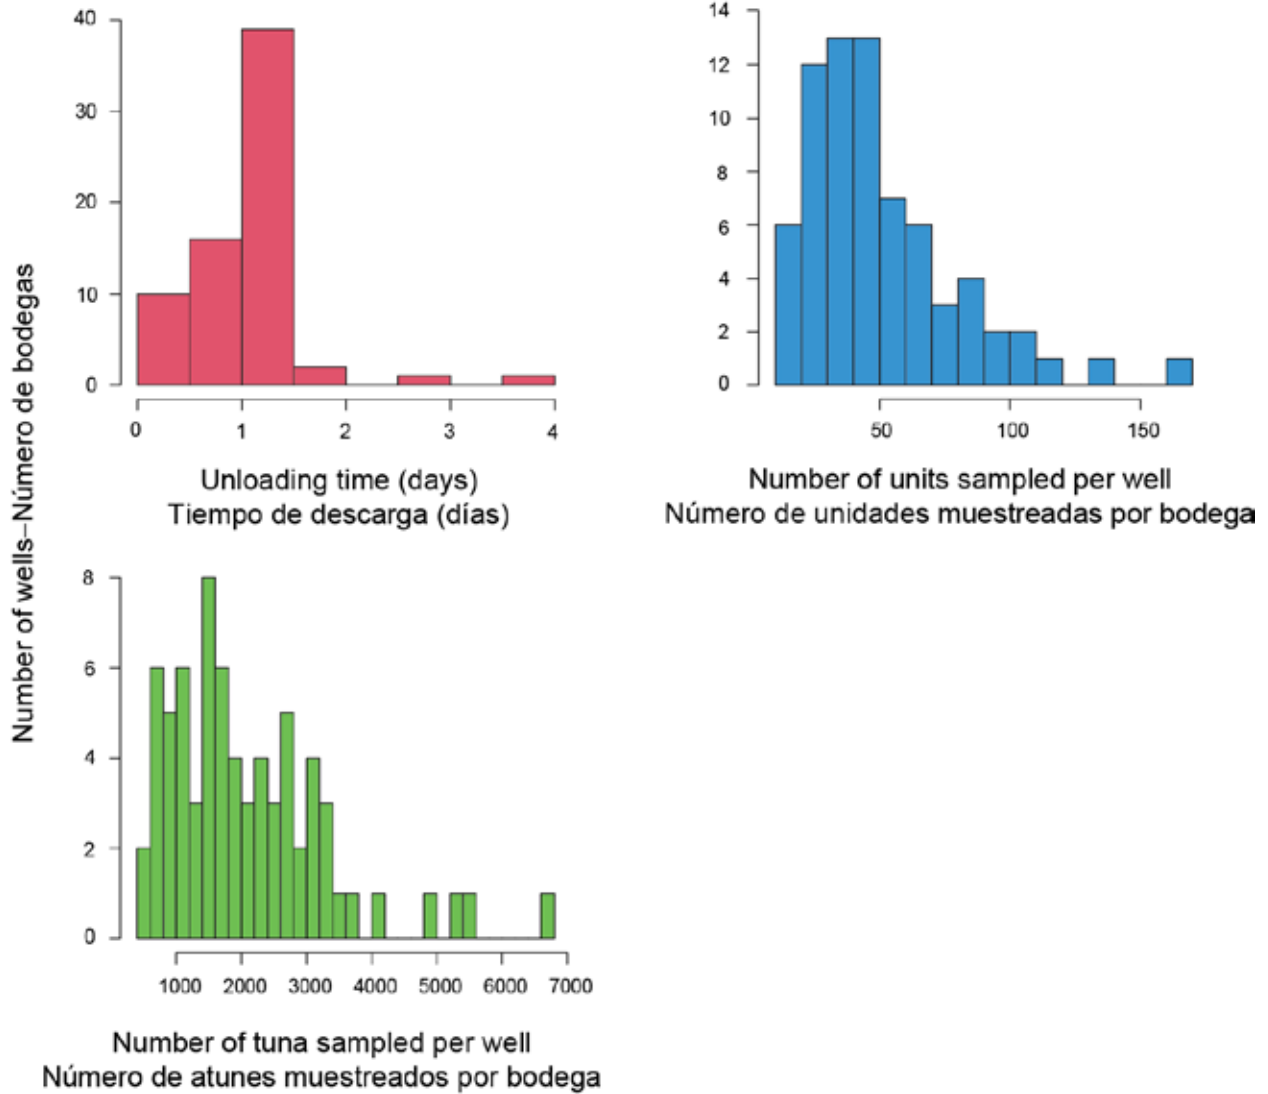 Number of wells–Número de bodegas
40
30
20
10
0
0 1 2 3 4
Unloading time (days)
Tiempo de descarga (días)
14
12
10
8
6
4
2
0
50 100 150
Number of units sampled per well
Número de unidades muestreadas por bodega
8
6
4
2
0
1000 2000 3000 4000 5000 6000 7000
Number of tuna sampled per well
Número de atunes muestreados por bodega